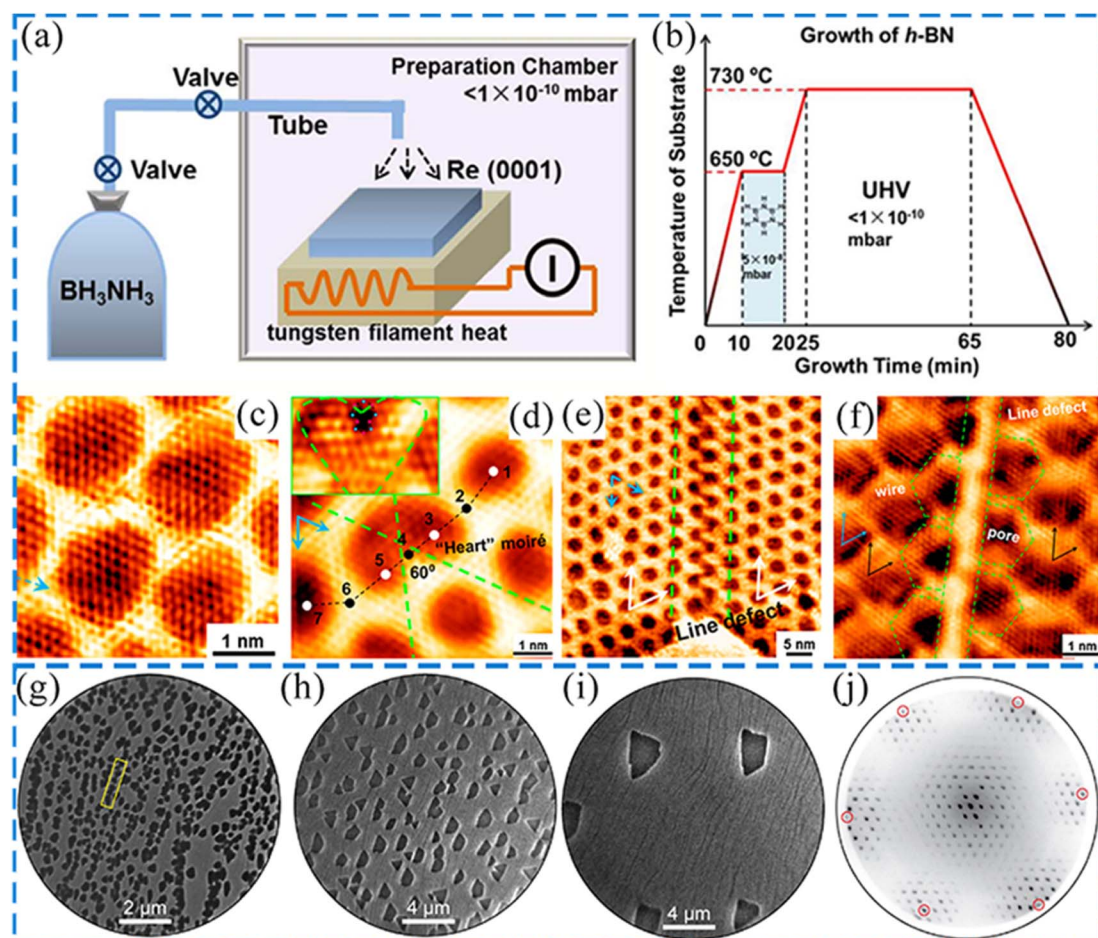 (a)
Valve
Preparation Chamber
<1×10⁻¹⁰ mbar
Tube
Valve
Re (0001)
BH₃NH₃
I
tungsten filament heat
(b)
Growth of h-BN
730 ºC
650 ºC
UHV
<1×10⁻¹⁰
mbar
5×10⁻⁸
mbar
Temperature of Substrate
0 10 20 25 65 80
Growth Time (min)
(c)
1 nm
(d)
1
2
3
4
"Heart" moiré
5
60º
6
7
1 nm
(e)
Line defect
5 nm
(f)
Line defect
wire
pore
1 nm
(g)
2 µm
(h)
4 µm
(i)
4 µm
(j)